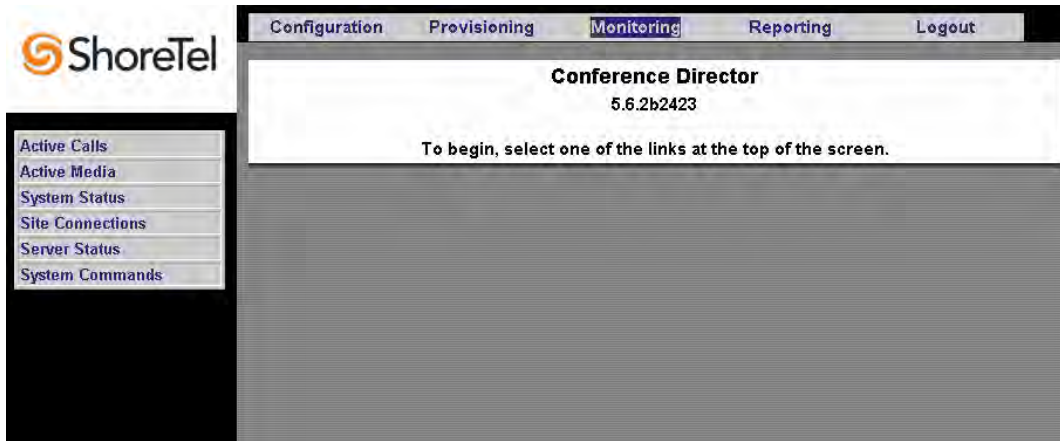 ShoreTel
Configuration Provisioning Monitoring Reporting Logout
Conference Director
5.6.2b2423
To begin, select one of the links at the top of the screen.
Active Calls
Active Media
System Status
Site Connections
Server Status
System Commands